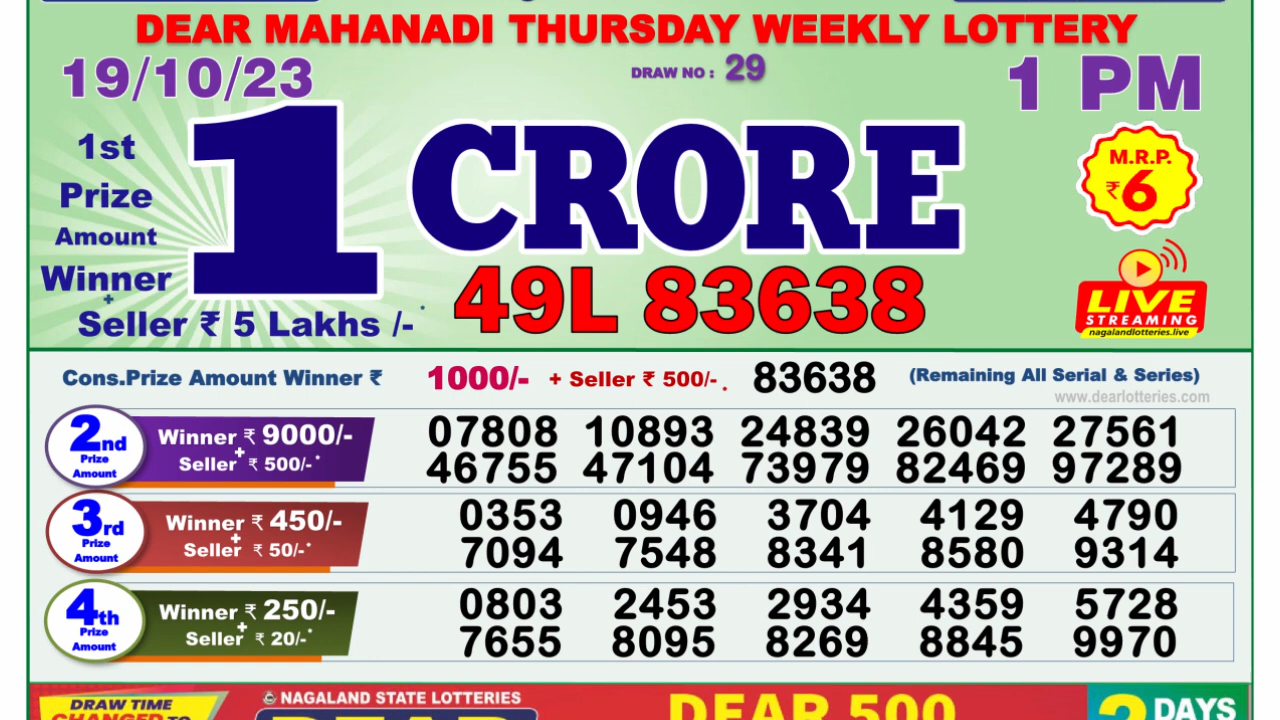 DEAR MAHANADI THURSDAY WEEKLY LOTTERY
19/10/23
DRAW NO : 29
1 PM
1st
Prize
Amount
Winner
+
Seller ₹ 5 Lakhs /- *
1 CRORE
49L 83638
M.R.P.
₹6
LIVE
STREAMING
nagalandlotteries.live
Cons.Prize Amount Winner ₹ 1000/- + Seller ₹ 500/- . 83638 (Remaining All Serial & Series)
www.dearlotteries.com
2nd
Prize
Amount
Winner ₹ 9000/-
+
Seller ₹ 500/- *
07808 10893 24839 26042 27561
46755 47104 73979 82469 97289
3rd
Prize
Amount
Winner ₹ 450/-
+
Seller ₹ 50/- *
0353 0946 3704 4129 4790
7094 7548 8341 8580 9314
4th
Prize
Amount
Winner ₹ 250/-
+
Seller ₹ 20/- *
0803 2453 2934 4359 5728
7655 8095 8269 8845 9970
DRAW TIME
CHANGED TO
NAGALAND STATE LOTTERIES
DEAR
DEAR 500
DAYS